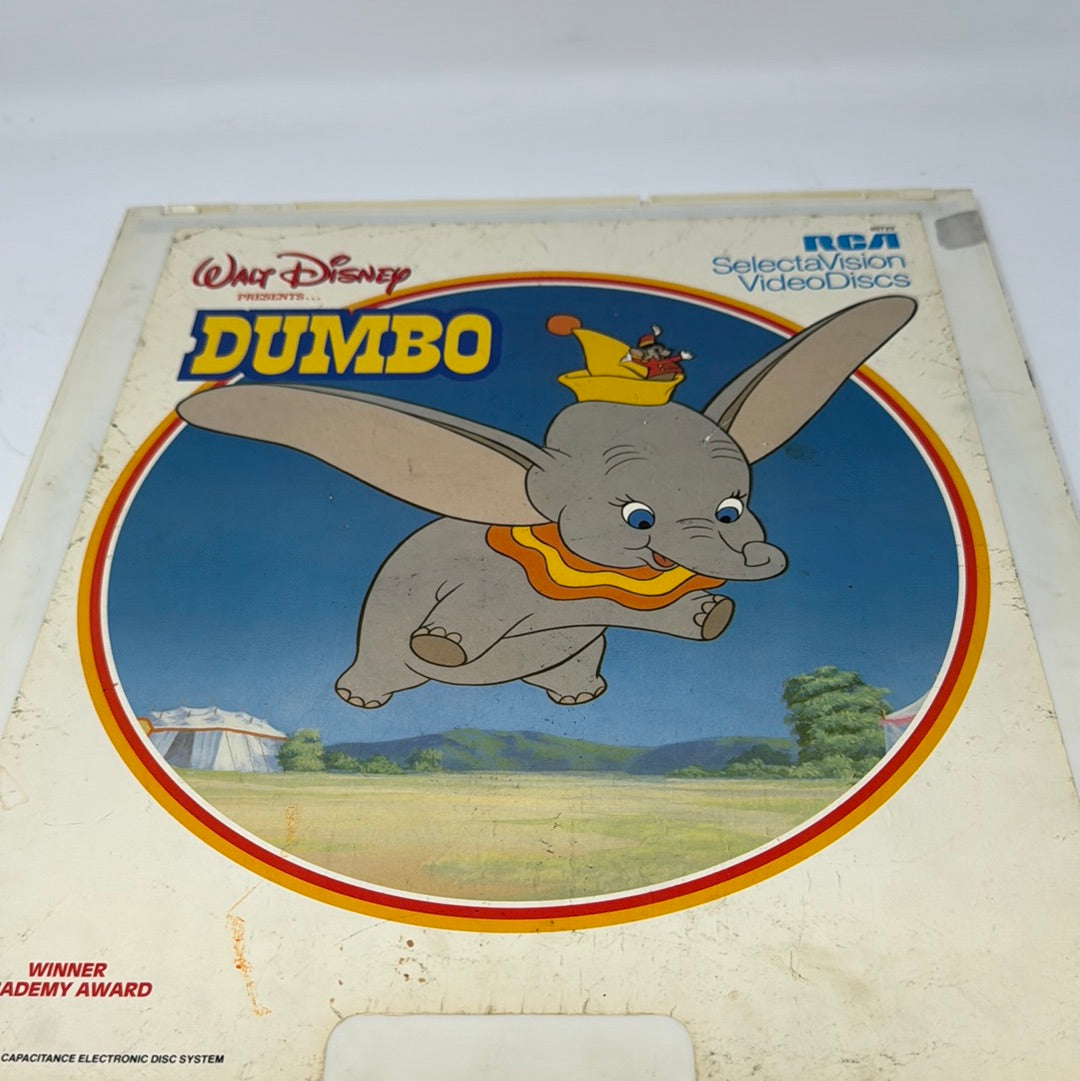 WALT DISNEY
PRESENTS...
DUMBO
RCA
SelectaVision
VideoDiscs
WINNER
ADEMY AWARD
CAPACITANCE ELECTRONIC DISC SYSTEM